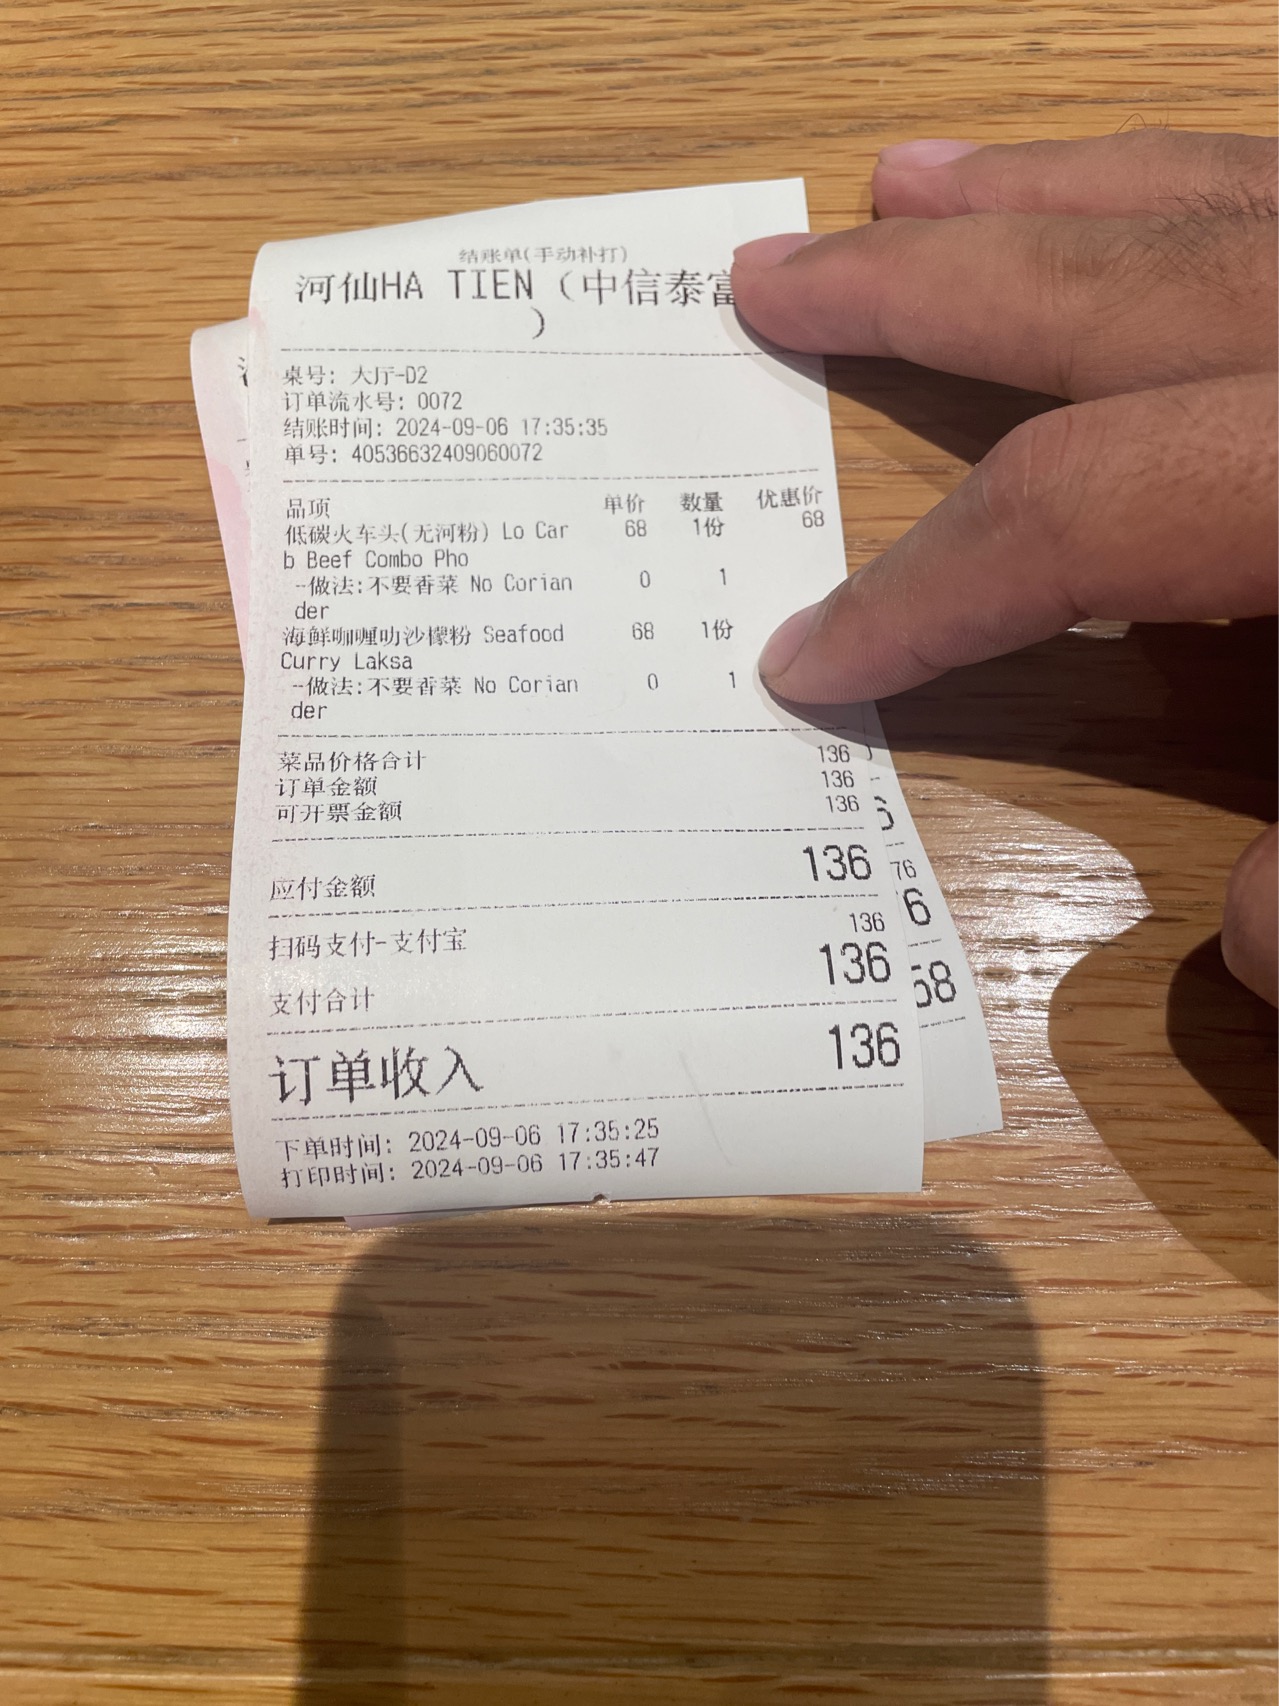 结账单(手动补打)
河仙HA TIEN（中信泰富
）
桌号: 大厅-D2
订单流水号: 0072
结账时间: 2024-09-06 17:35:35
单号: 40536632409060072
品项 单价 数量 优惠价
低碳火车头(无河粉) Lo Car 68 1份 68
b Beef Combo Pho
-做法:不要香菜 No Corian 0 1
der
海鲜咖喱叻沙檬粉 Seafood 68 1份
Curry Laksa
-做法:不要香菜 No Corian 0 1
der
菜品价格合计 136
订单金额 136
可开票金额 136
应付金额 136
扫码支付-支付宝 136
支付合计 136
订单收入 136
下单时间: 2024-09-06 17:35:25
打印时间: 2024-09-06 17:35:47
76
6
58